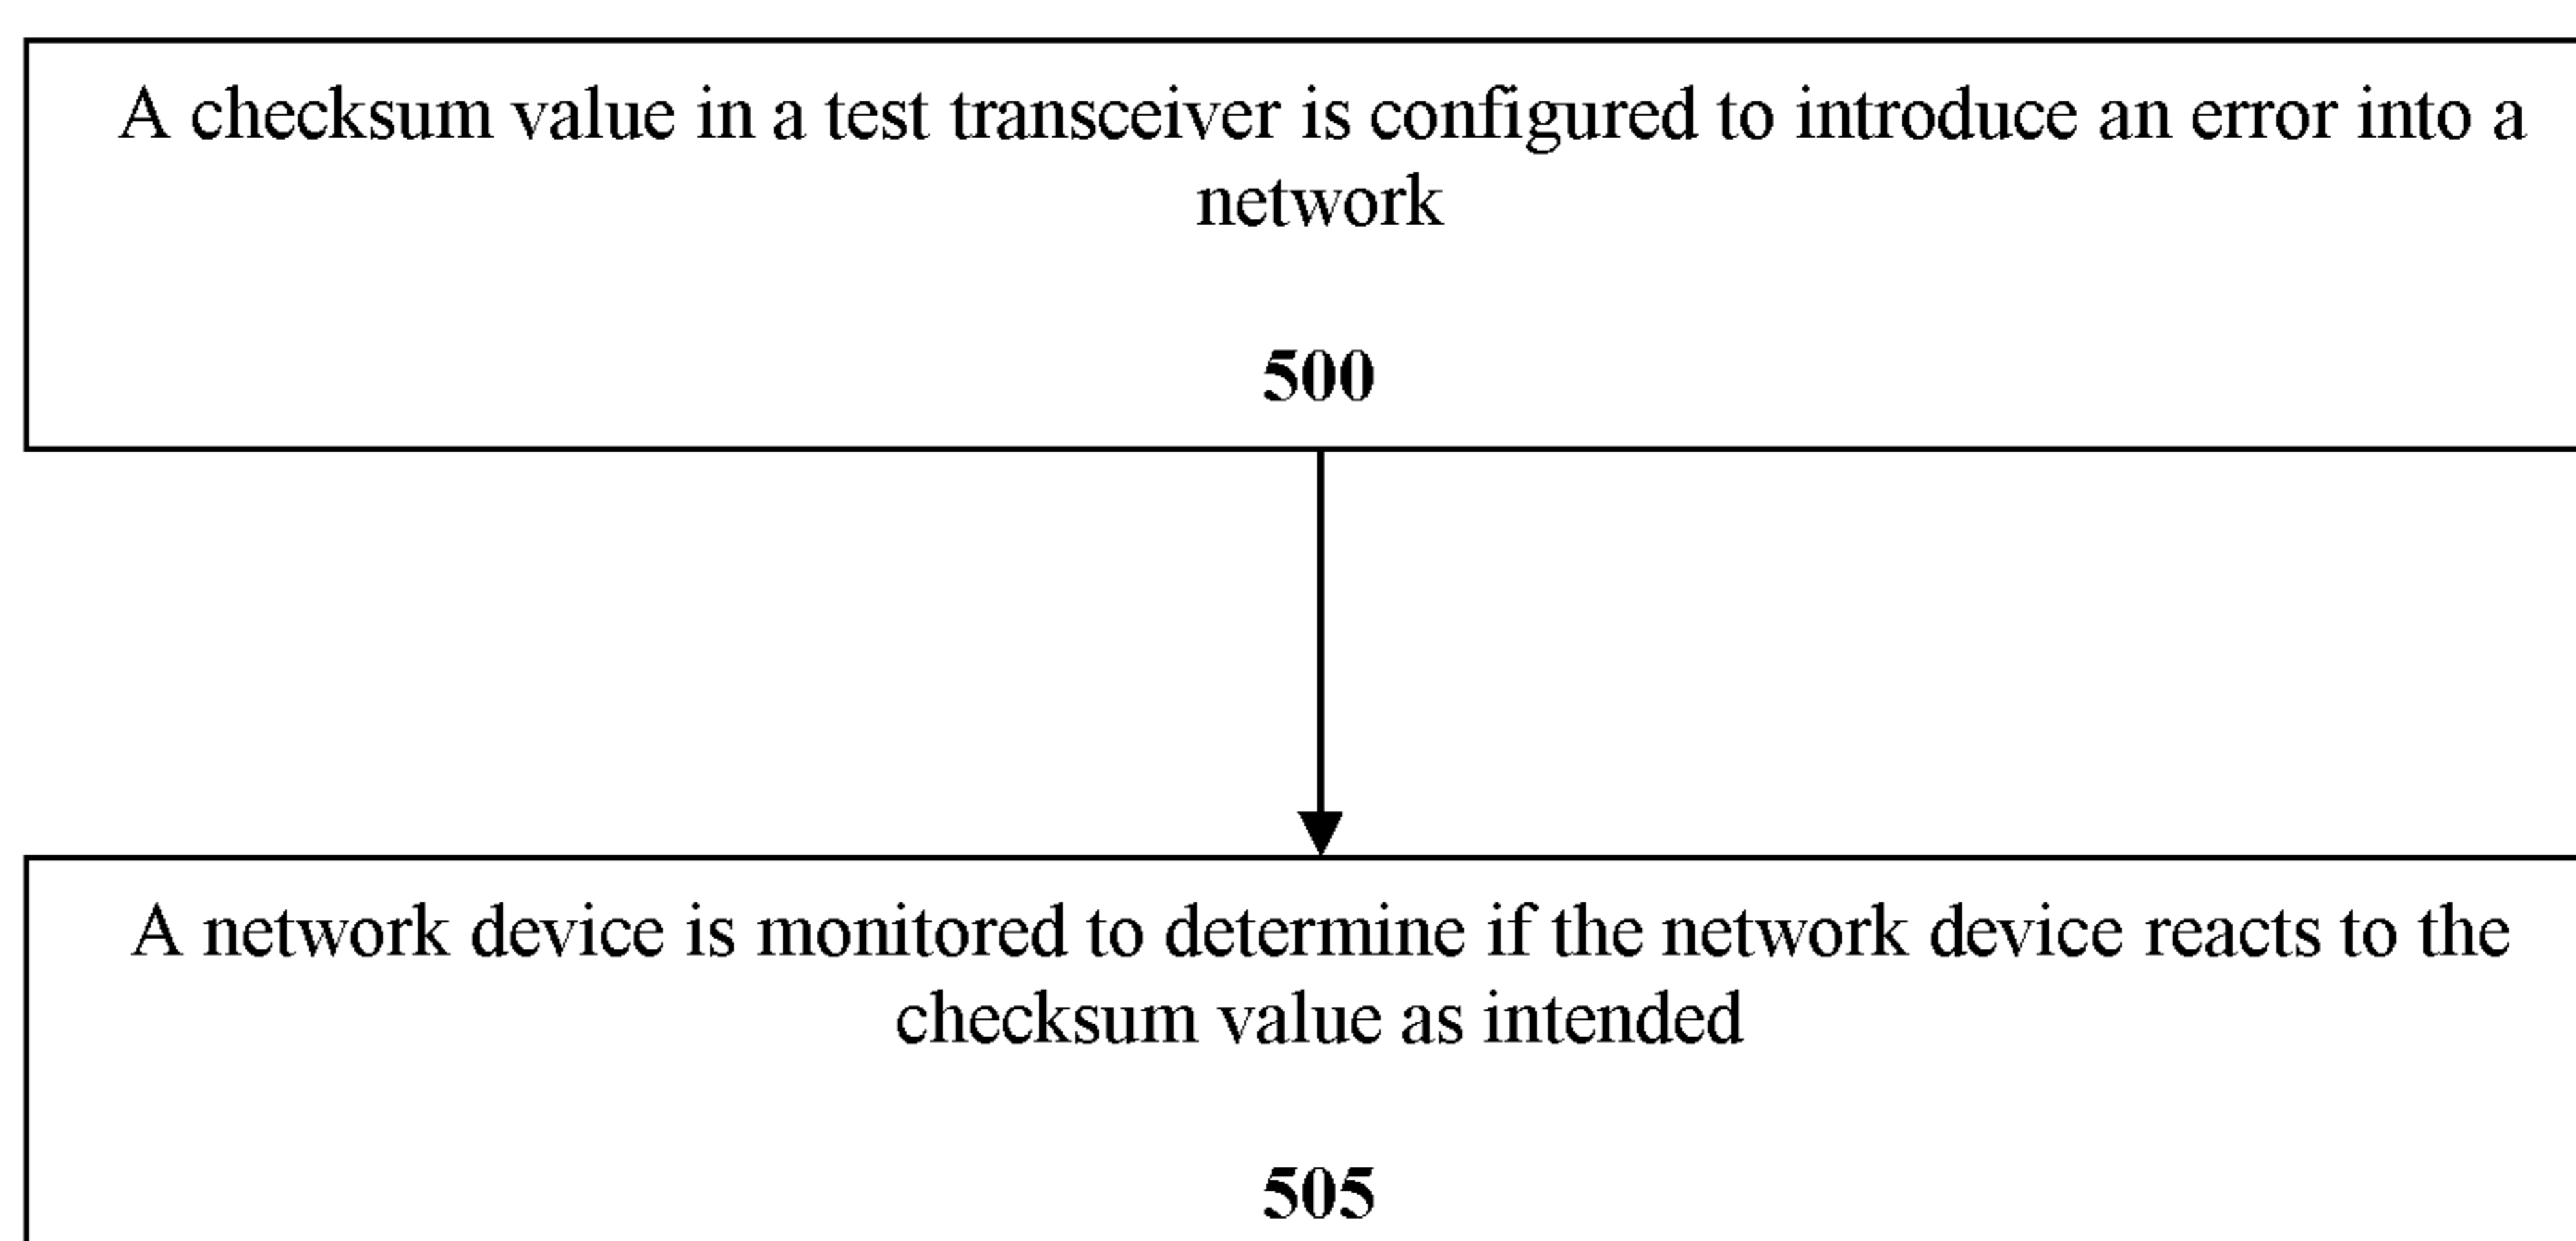 A checksum value in a test transceiver is configured to introduce an error into a
network
500
A network device is monitored to determine if the network device reacts to the
checksum value as intended
505